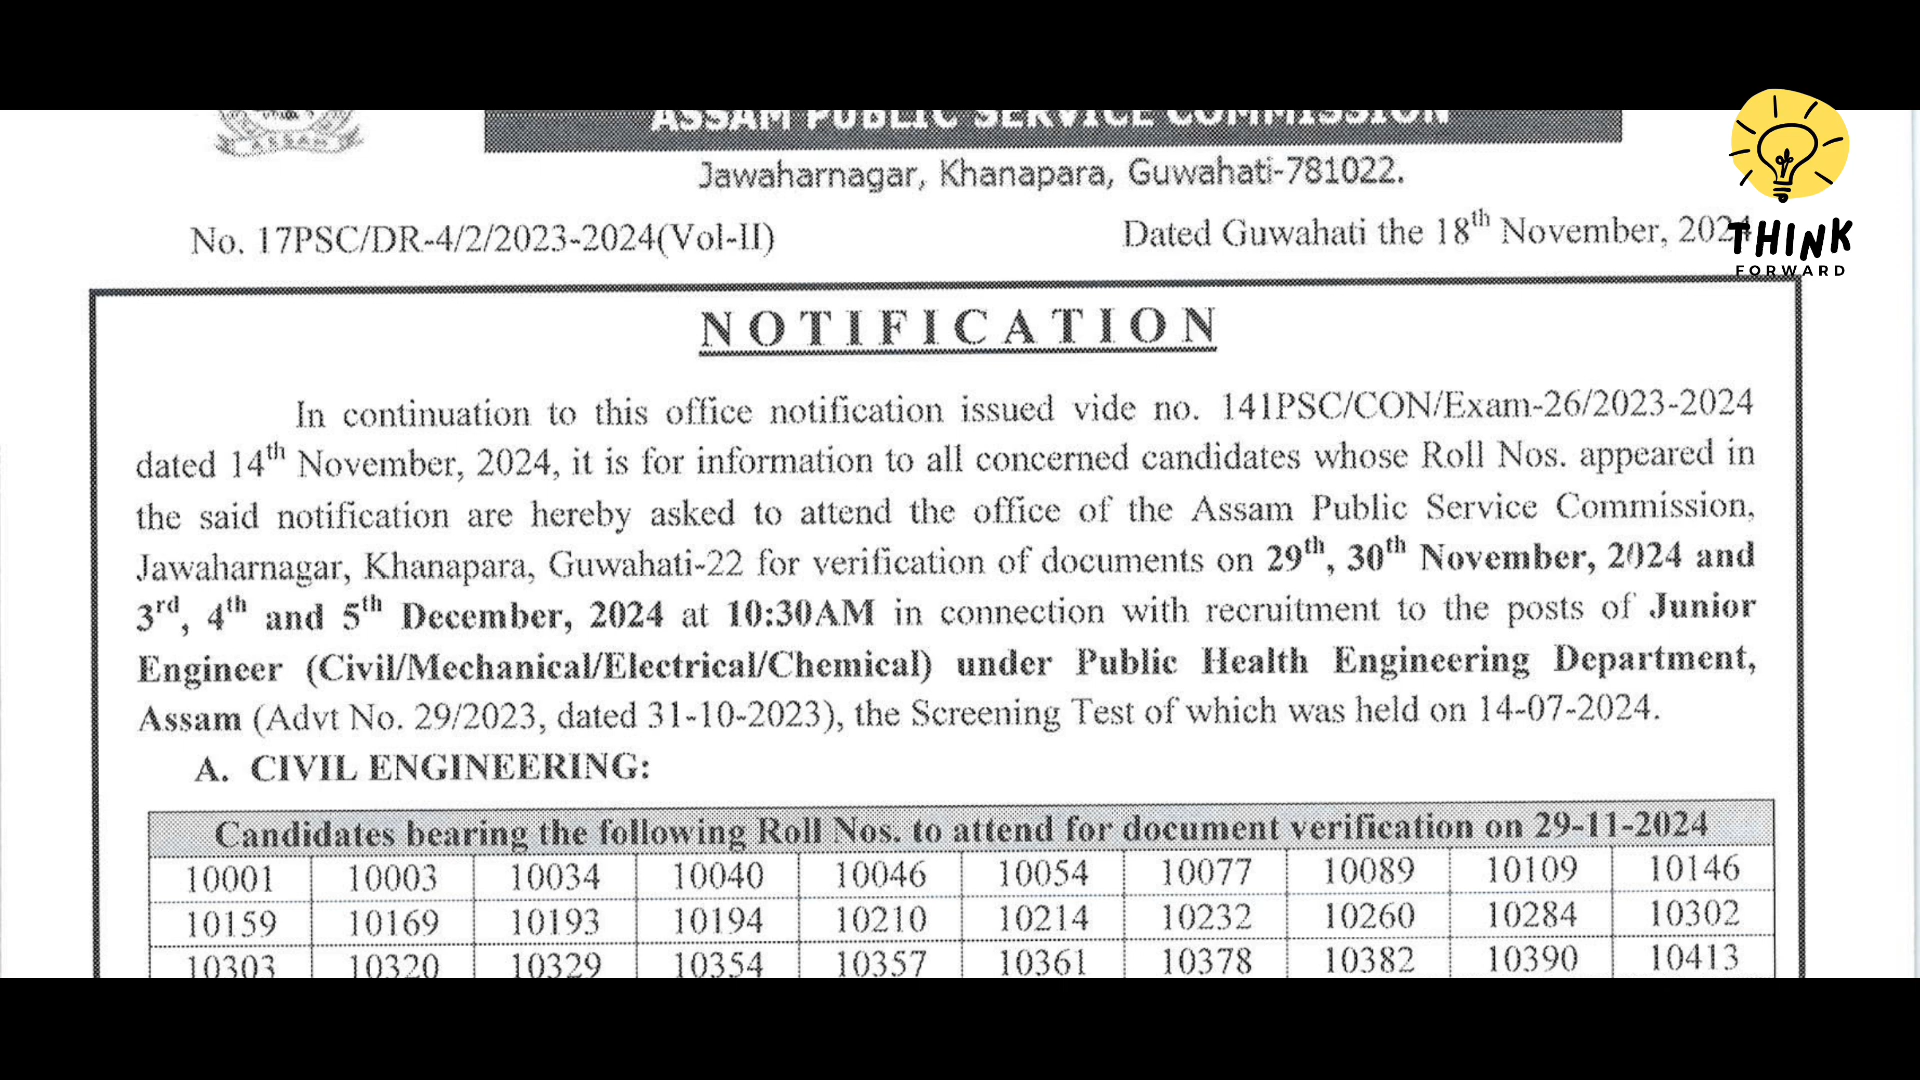 ASSAM
ASSAM PUBLIC SERVICE COMMISSION
Jawaharnagar, Khanapara, Guwahati-781022.
No. 17PSC/DR-4/2/2023-2024(Vol-II)
Dated Guwahati the 18th November, 2024
THINK
FORWARD
NOTIFICATION
In continuation to this office notification issued vide no. 141PSC/CON/Exam-26/2023-2024
dated 14th November, 2024, it is for information to all concerned candidates whose Roll Nos. appeared in
the said notification are hereby asked to attend the office of the Assam Public Service Commission,
Jawaharnagar, Khanapara, Guwahati-22 for verification of documents on 29th, 30th November, 2024 and
3rd, 4th and 5th December, 2024 at 10:30AM in connection with recruitment to the posts of Junior
Engineer (Civil/Mechanical/Electrical/Chemical) under Public Health Engineering Department,
Assam (Advt No. 29/2023, dated 31-10-2023), the Screening Test of which was held on 14-07-2024.
A. CIVIL ENGINEERING:
Candidates bearing the following Roll Nos. to attend for document verification on 29-11-2024
10001 10003 10034 10040 10046 10054 10077 10089 10109 10146
10159 10169 10193 10194 10210 10214 10232 10260 10284 10302
10303 10320 10329 10354 10357 10361 10378 10382 10390 10413